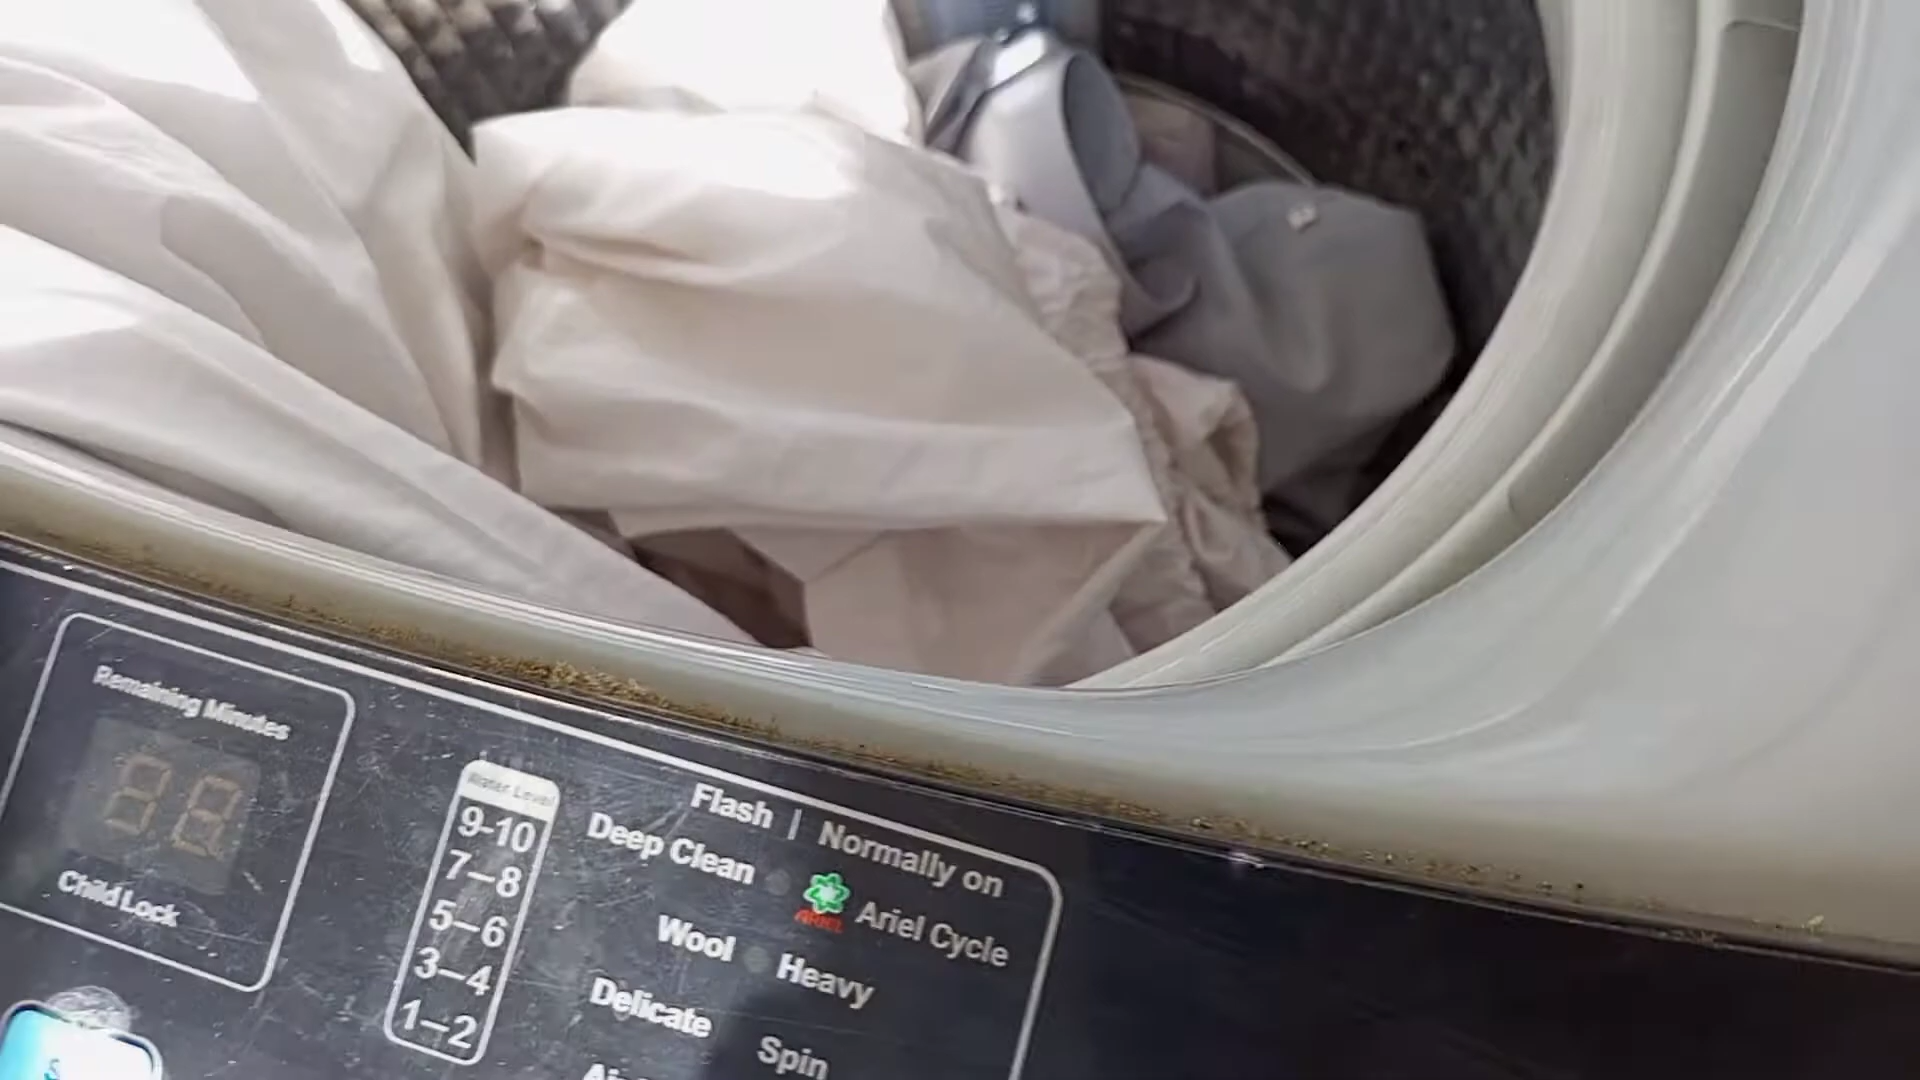 Remaining Minutes
Child Lock
Water Level
9-10
7-8
5-6
3-4
1-2
Flash | Normally on
Deep Clean
ARIEL
Ariel Cycle
Wool
Heavy
Delicate
Spin